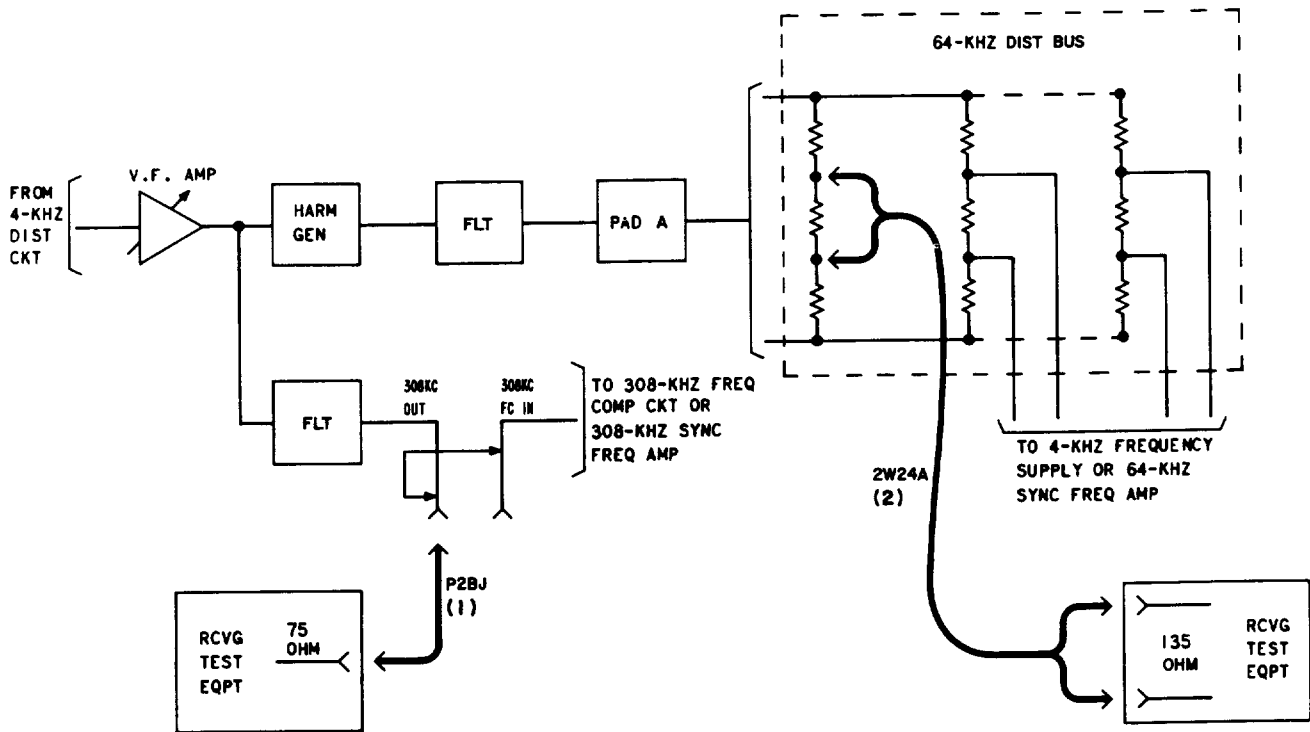 64-KHZ DIST BUS
FROM
4-KHZ
DIST
CKT
V.F. AMP
HARM
GEN
FLT
PAD A
FLT
308KC
OUT
308KC
FC IN
TO 308-KHZ FREQ
COMP CKT OR
308-KHZ SYNC
FREQ AMP
2W24A
(2)
TO 4-KHZ FREQUENCY
SUPPLY OR 64-KHZ
SYNC FREQ AMP
P2BJ
(1)
RCVG
TEST
EQPT
75
OHM
135
OHM
RCVG
TEST
EQPT